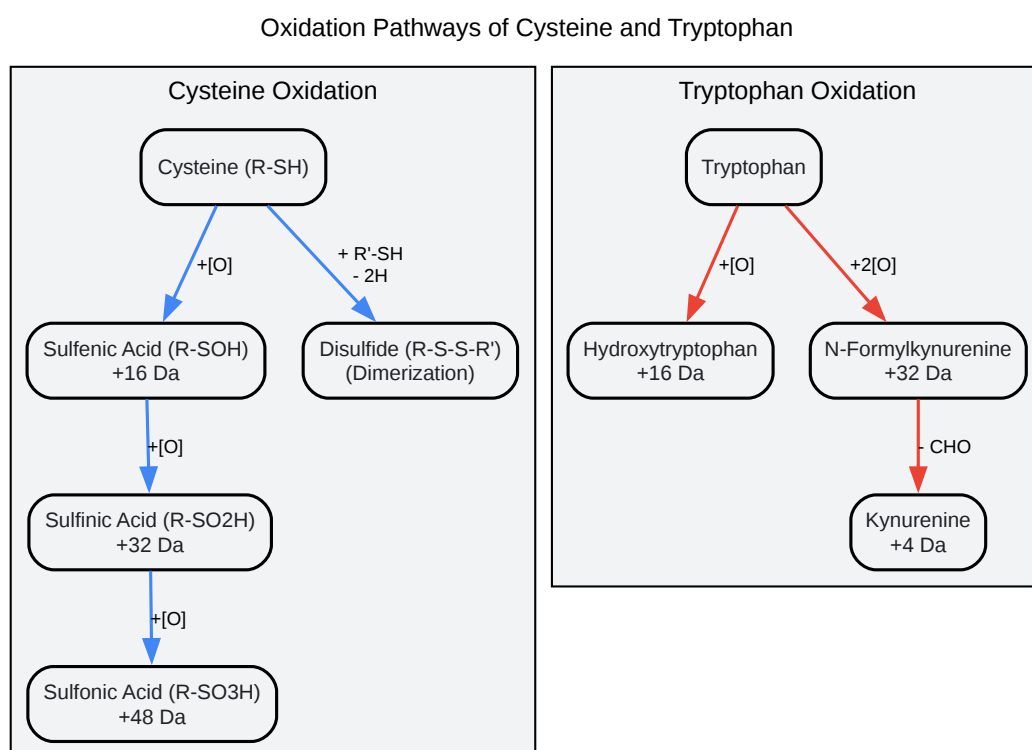 Oxidation Pathways of Cysteine and Tryptophan
Cysteine Oxidation
Cysteine (R-SH)
+[O]
+ R'-SH
- 2H
Sulfenic Acid (R-SOH)
+16 Da
Disulfide (R-S-S-R')
(Dimerization)
+[O]
Sulfinic Acid (R-SO2H)
+32 Da
+[O]
Sulfonic Acid (R-SO3H)
+48 Da
Tryptophan Oxidation
Tryptophan
+[O]
+2[O]
Hydroxytryptophan
+16 Da
N-Formylkynurenine
+32 Da
- CHO
Kynurenine
+4 Da